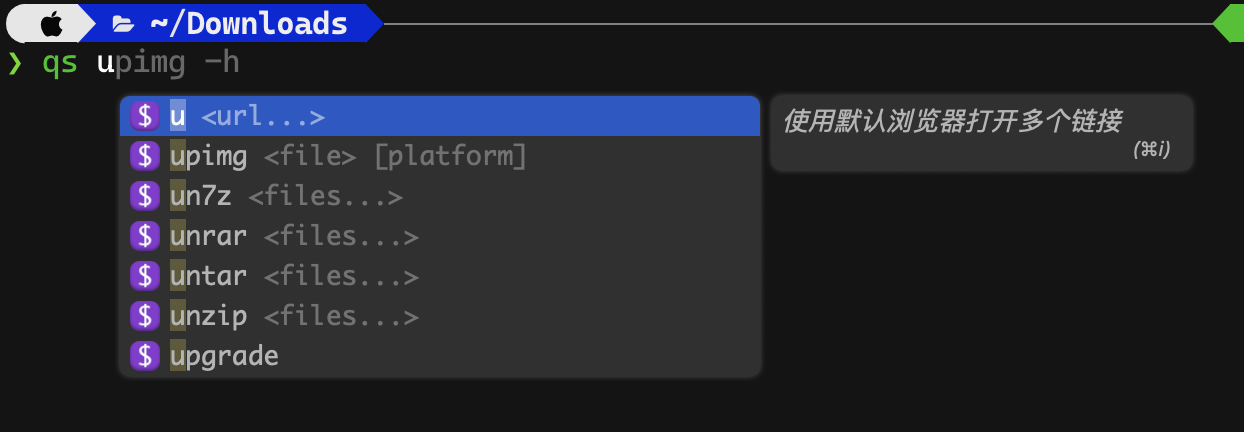 ~/Downloads
❯ qs upimg -h
$ u <url...>
使用默认浏览器打开多个链接
(⌘i)
$ upimg <file> [platform]
$ un7z <files...>
$ unrar <files...>
$ untar <files...>
$ unzip <files...>
$ upgrade